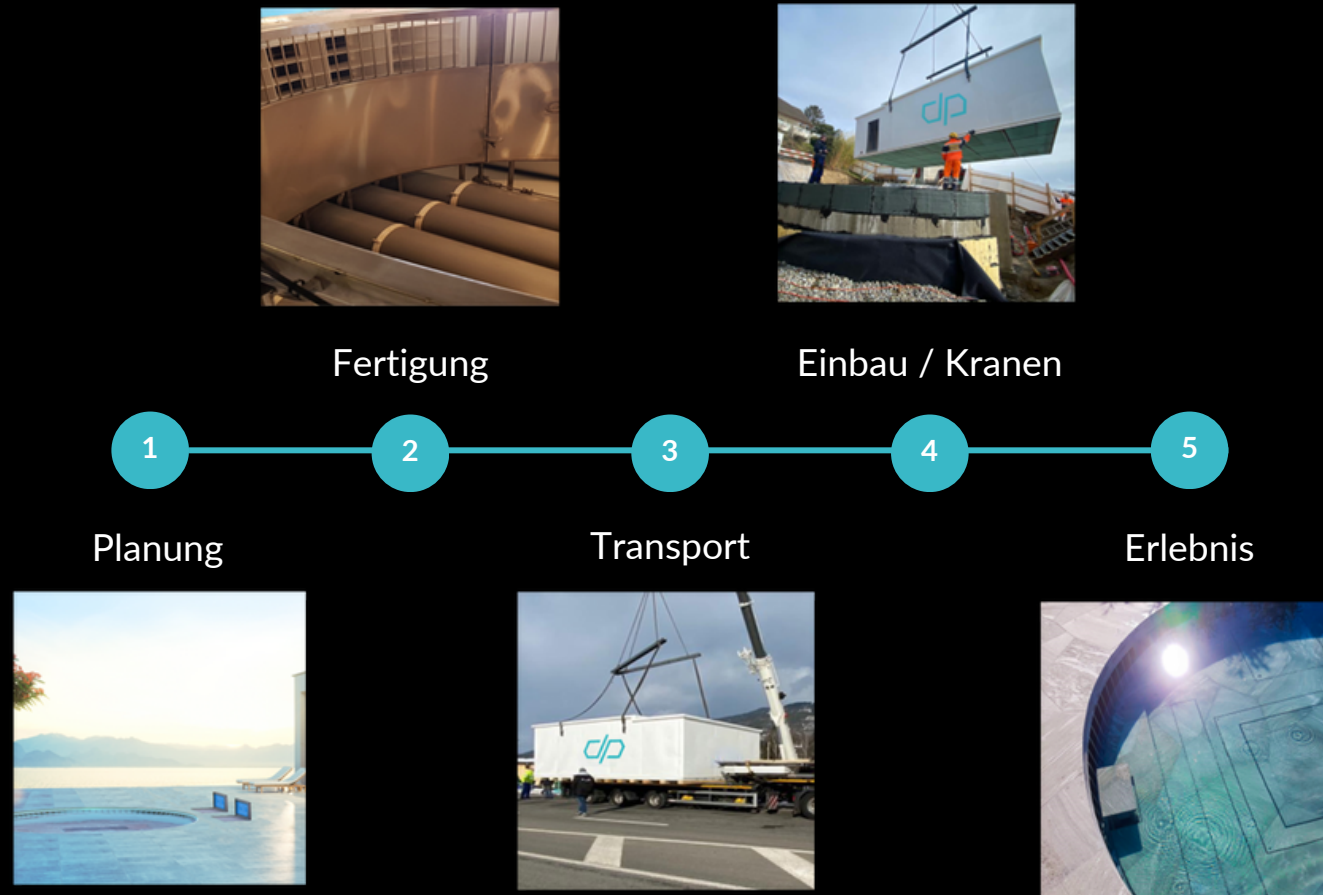 Fertigung
Einbau / Kranen
1
2
3
4
5
Planung
Transport
Erlebnis
dp
dp